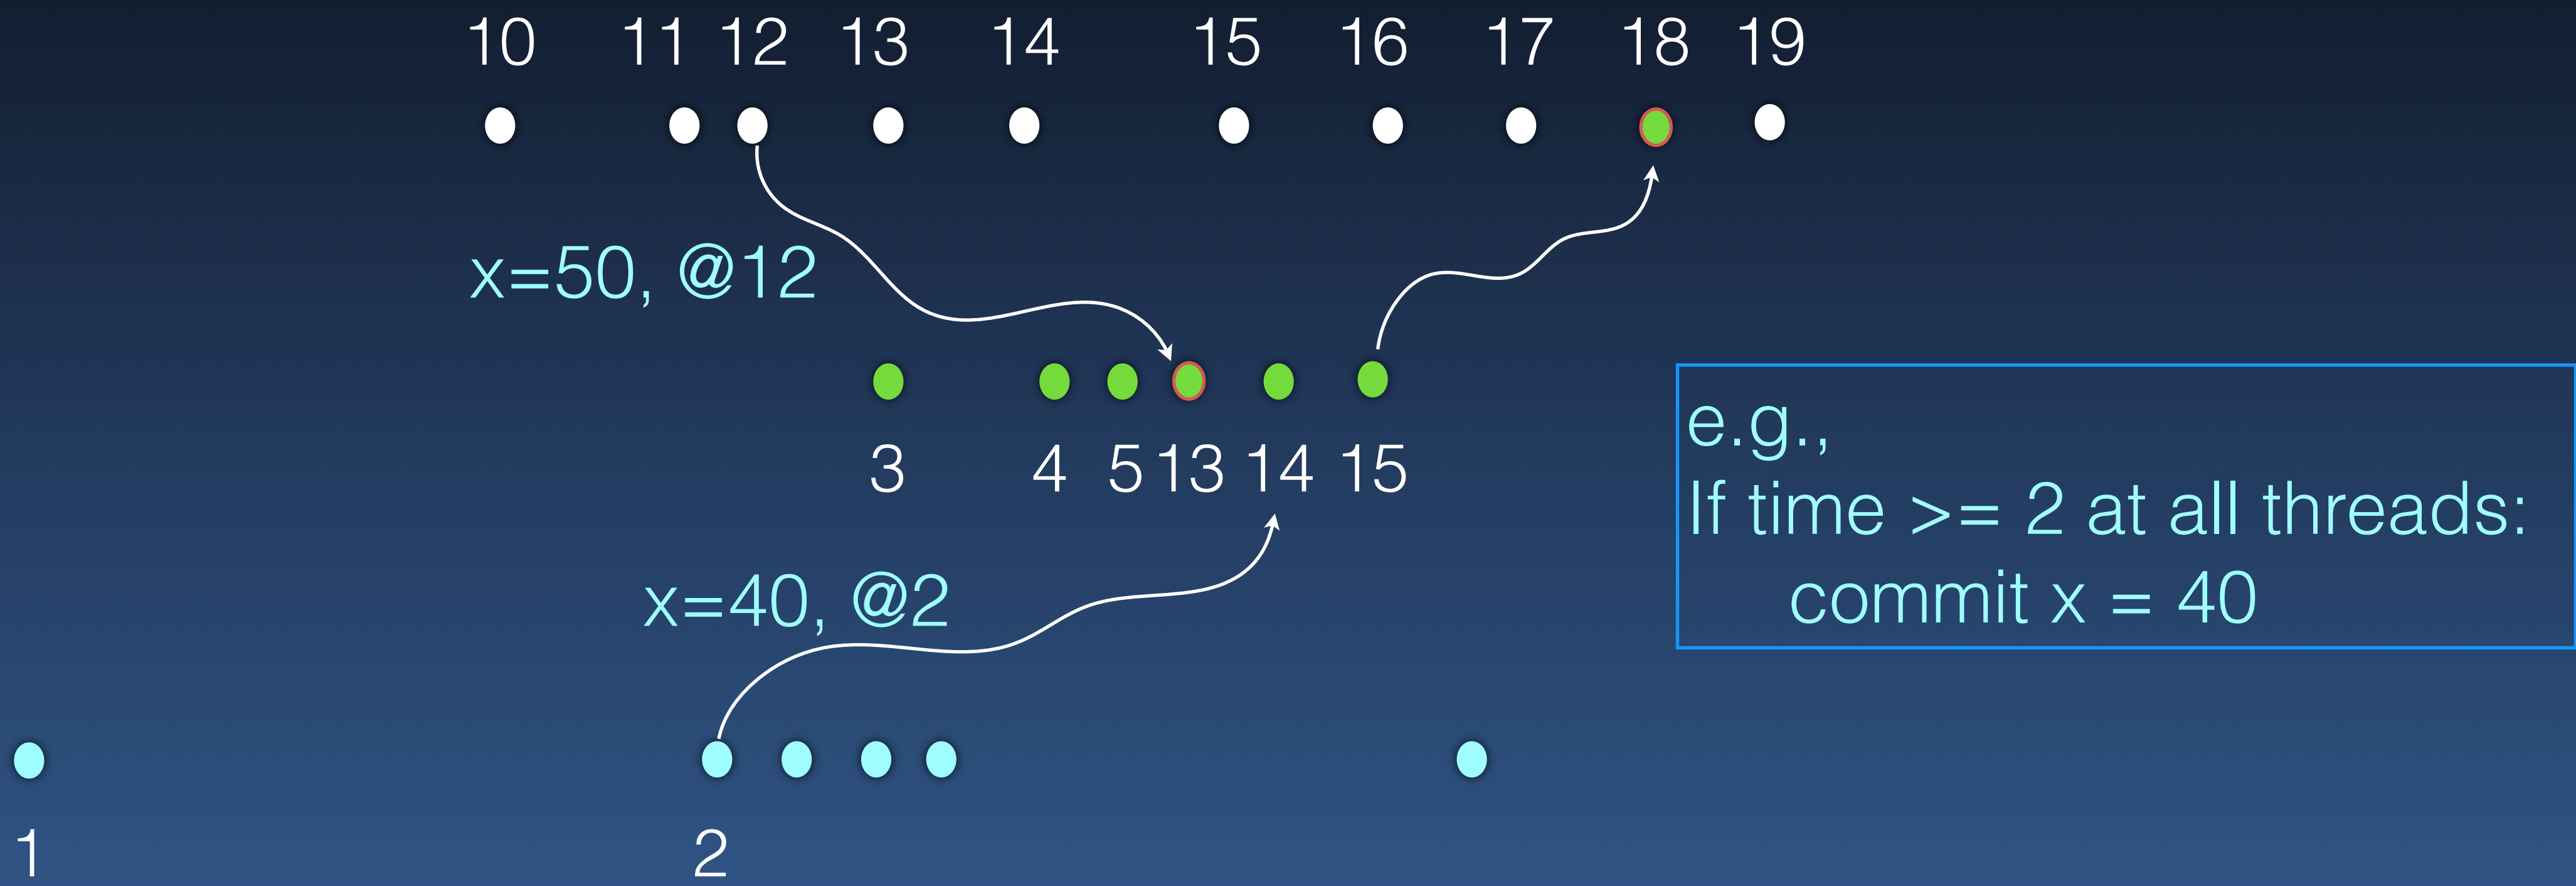 10 11 12 13 14 15 16 17 18 19
x=50, @12
3 4 5 13 14 15
e.g.,
If time >= 2 at all threads:
commit x = 40
x=40, @2
1 2